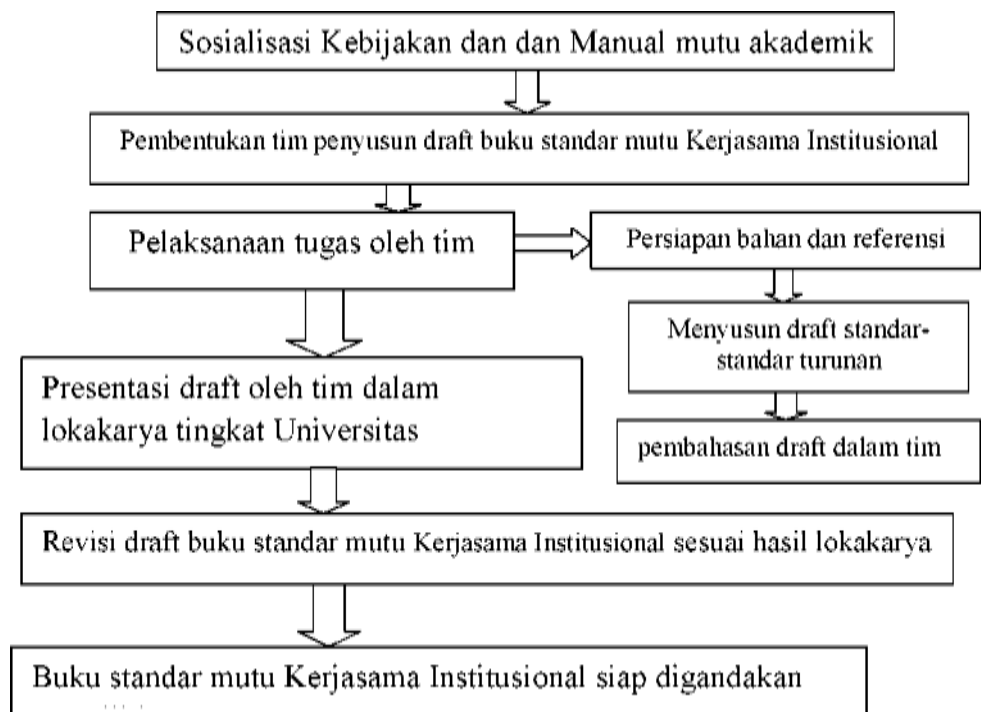 Sosialisasi Kebijakan dan dan Manual mutu akademik
Pembentukan tim penyusun draft buku standar mutu Kerjasama Institusional
Pelaksanaan tugas oleh tim
Persiapan bahan dan referensi
Menyusun draft standar-
standar turunan
pembahasan draft dalam tim
Presentasi draft oleh tim dalam
lokakarya tingkat Universitas
Revisi draft buku standar mutu Kerjasama Institusional sesuai hasil lokakarya
Buku standar mutu Kerjasama Institusional siap digandakan